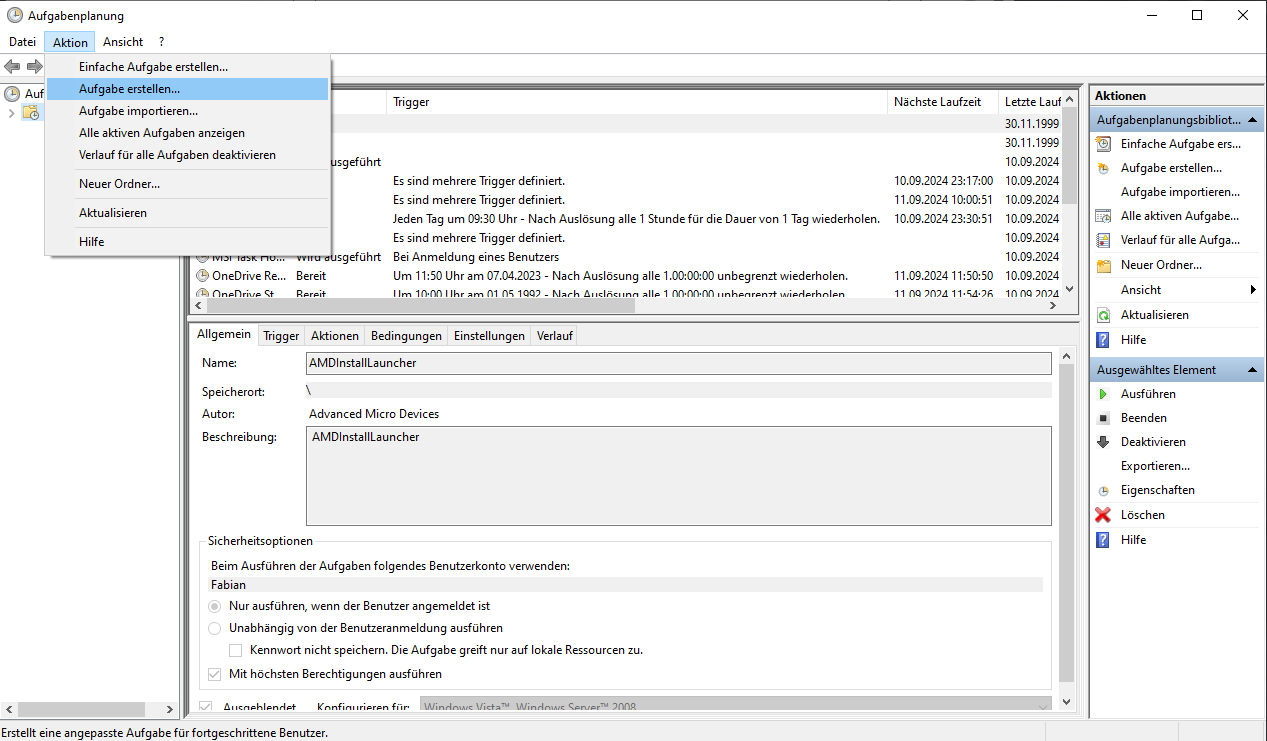 Aufgabenplanung
Datei Aktion Ansicht ?
Einfache Aufgabe erstellen...
Aufgabe erstellen...
Aufgabe importieren...
Alle aktiven Aufgaben anzeigen
Verlauf für alle Aufgaben deaktivieren
Neuer Ordner...
Aktualisieren
Hilfe
Auf
Trigger Nächste Laufzeit Letzte Lauf
30.11.1999
30.11.1999
usgeführt 10.09.2024
Es sind mehrere Trigger definiert. 10.09.2024 23:17:00 10.09.2024
Es sind mehrere Trigger definiert. 11.09.2024 10:00:51 10.09.2024
Jeden Tag um 09:30 Uhr - Nach Auslösung alle 1 Stunde für die Dauer von 1 Tag wiederholen. 10.09.2024 23:30:51 10.09.2024
Es sind mehrere Trigger definiert. 10.09.2024
MSI Task Ho... Wird ausgeführt Bei Anmeldung eines Benutzers 10.09.2024
OneDrive Re... Bereit Um 11:50 Uhr am 07.04.2023 - Nach Auslösung alle 1.00:00:00 unbegrenzt wiederholen. 11.09.2024 11:50:50 10.09.2024
OneDrive St... Bereit Um 10:00 Uhr am 01.05.1992 - Nach Auslösung alle 1.00:00:00 unbegrenzt wiederholen. 11.09.2024 11:54:26 10.09.2024
Allgemein Trigger Aktionen Bedingungen Einstellungen Verlauf
Name: AMDInstallLauncher
Speicherort: \
Autor: Advanced Micro Devices
Beschreibung: AMDInstallLauncher
Sicherheitsoptionen
Beim Ausführen der Aufgaben folgendes Benutzerkonto verwenden:
Fabian
Nur ausführen, wenn der Benutzer angemeldet ist
Unabhängig von der Benutzeranmeldung ausführen
Kennwort nicht speichern. Die Aufgabe greift nur auf lokale Ressourcen zu.
Mit höchsten Berechtigungen ausführen
Ausgeblendet Konfigurieren für: Windows Vista™, Windows Server™ 2008
Aktionen
Aufgabenplanungsbibliot...
Einfache Aufgabe ers...
Aufgabe erstellen...
Aufgabe importieren...
Alle aktiven Aufgabe...
Verlauf für alle Aufga...
Neuer Ordner...
Ansicht
Aktualisieren
Hilfe
Ausgewähltes Element
Ausführen
Beenden
Deaktivieren
Exportieren...
Eigenschaften
Löschen
Hilfe
Erstellt eine angepasste Aufgabe für fortgeschrittene Benutzer.